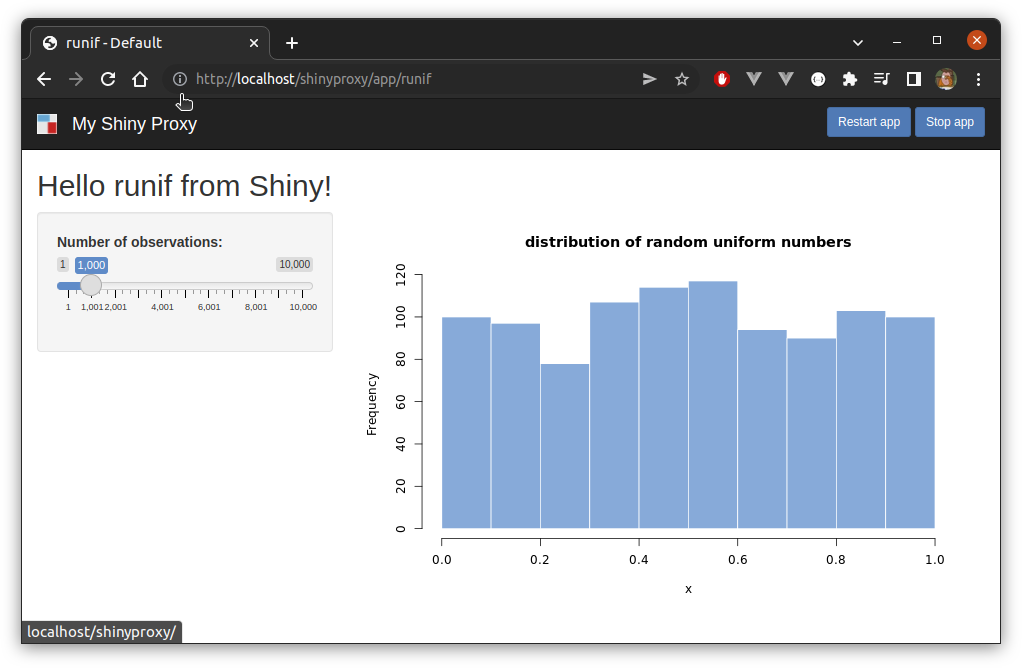 runif - Default
http://localhost/shinyproxy/app/runif
My Shiny Proxy
Restart app
Stop app
Hello runif from Shiny!
Number of observations:
1
1,000
10,000
1
1,001
2,001
4,001
6,001
8,001
10,000
distribution of random uniform numbers
Frequency
120
100
80
60
40
20
0
0.0
0.2
0.4
0.6
0.8
1.0
x
localhost/shinyproxy/